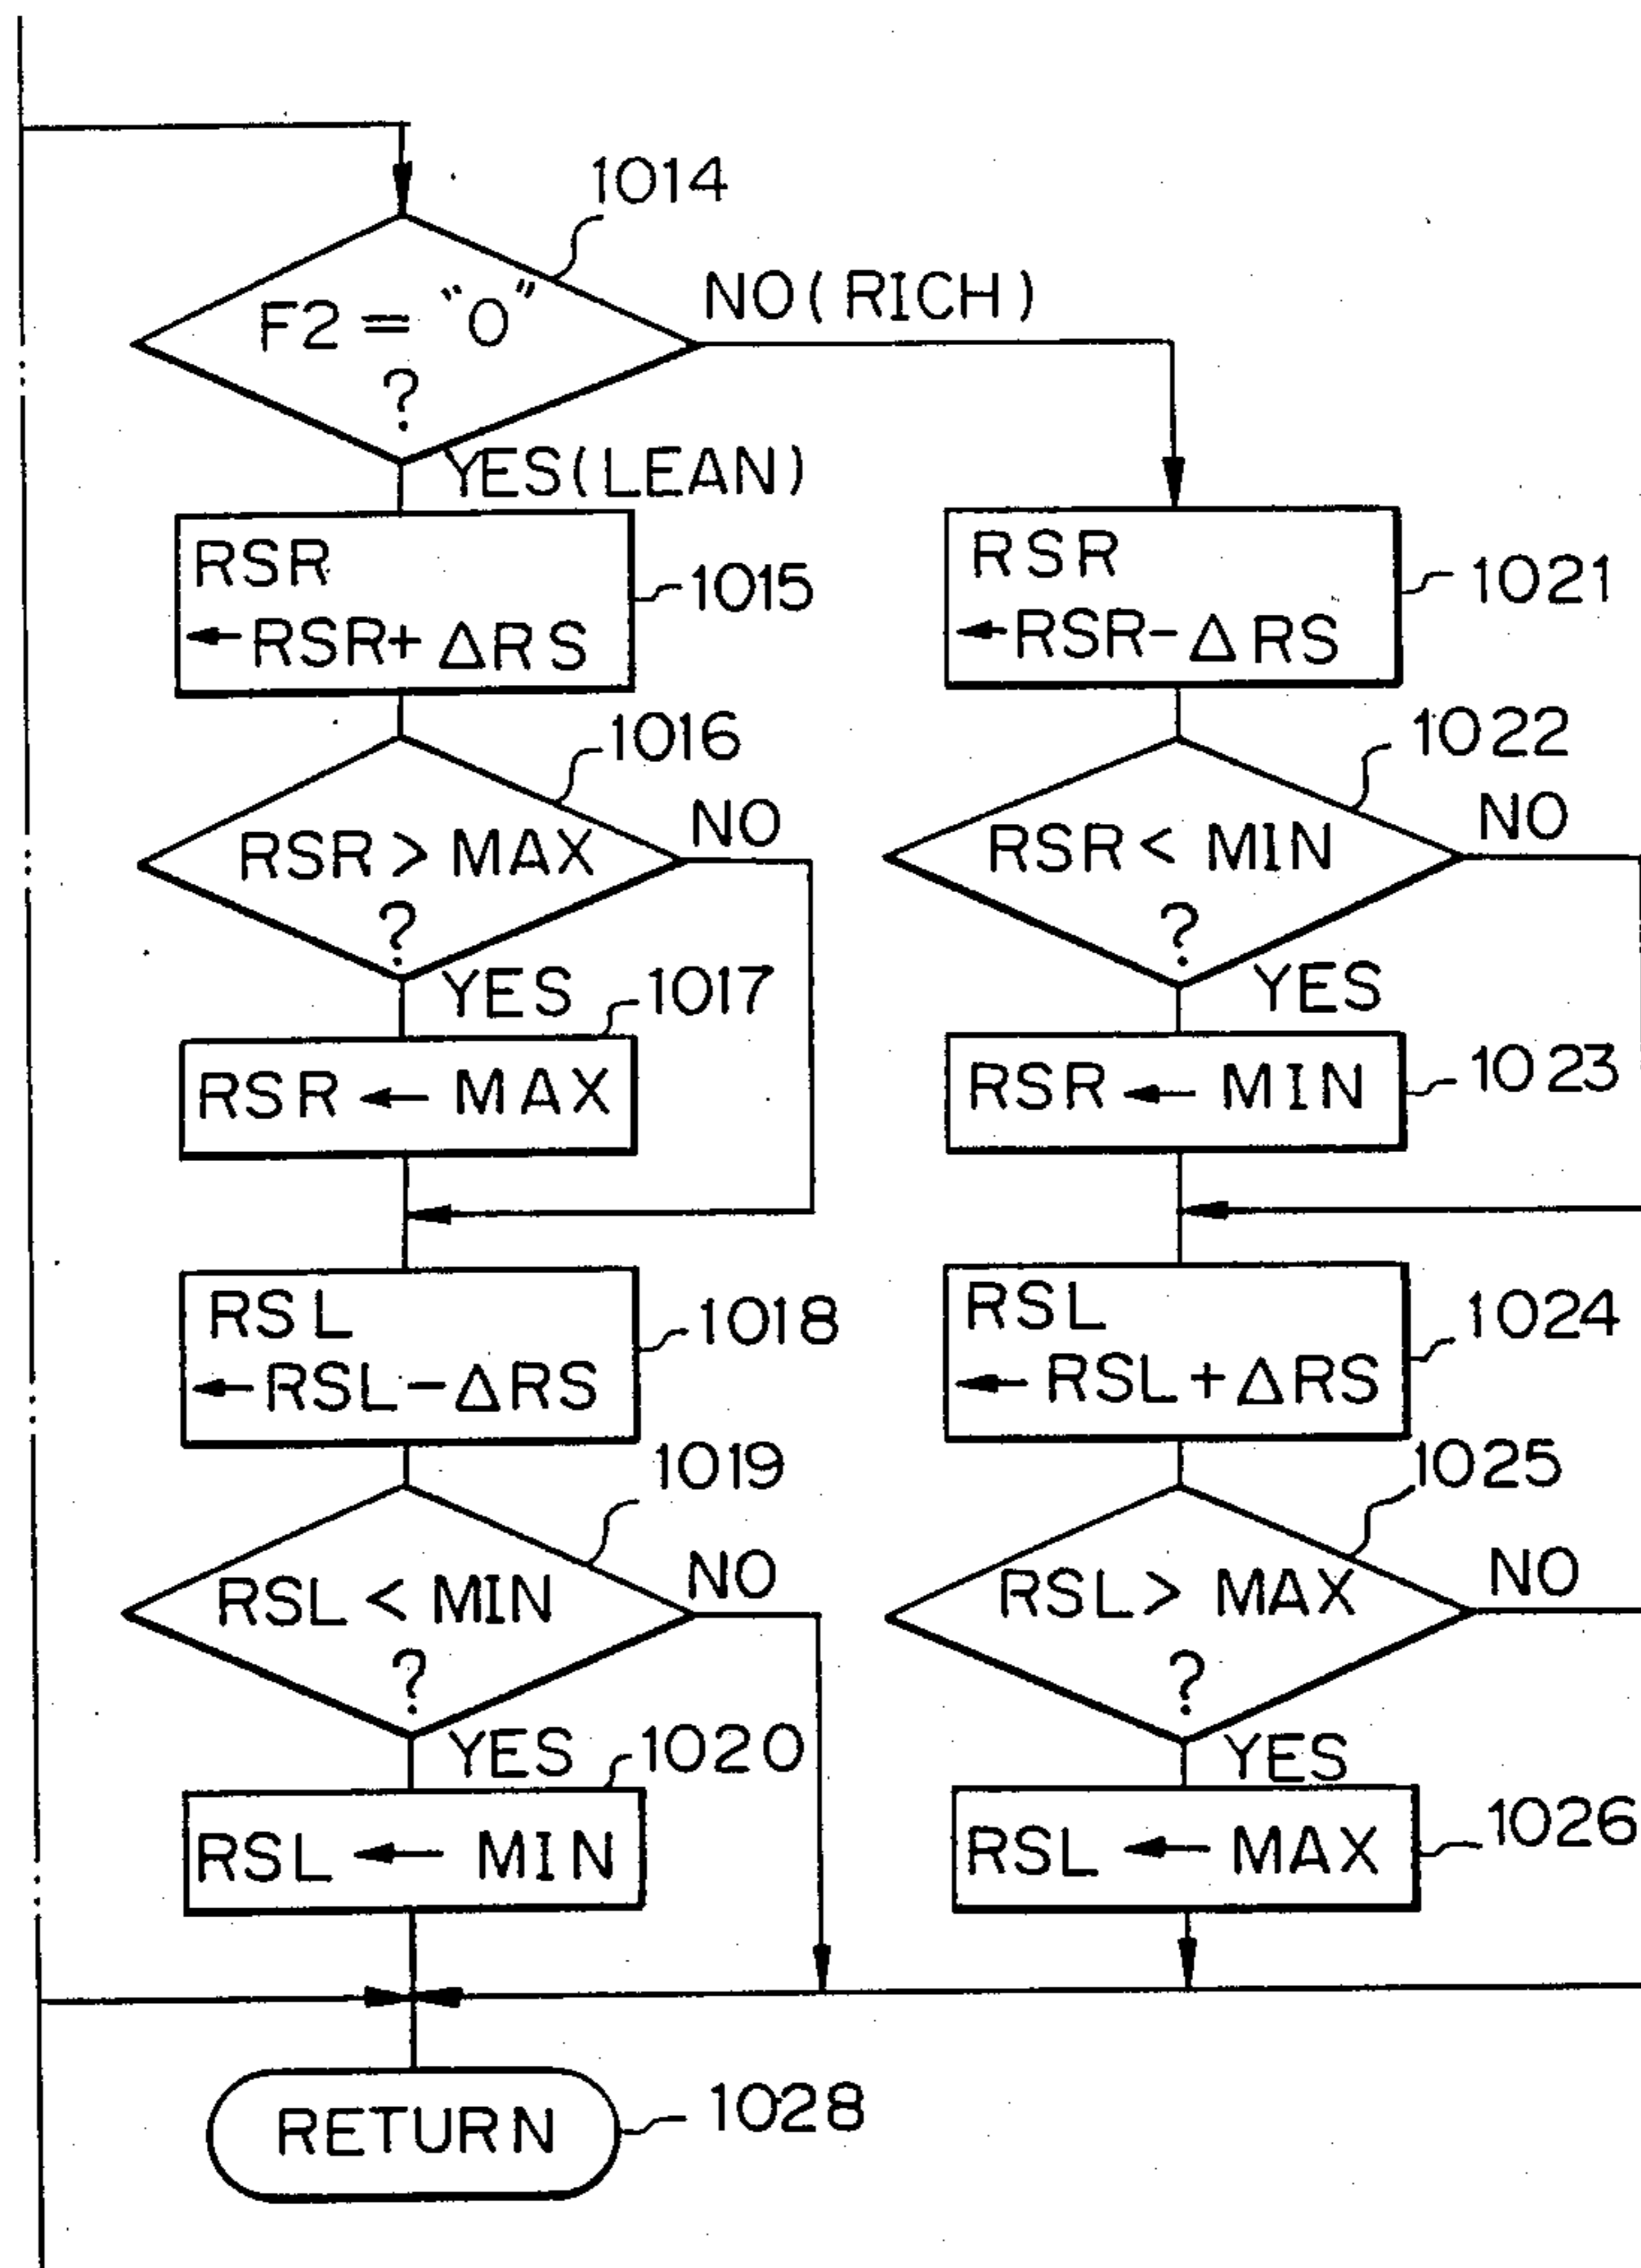 1014
F2 = "0"
?
NO(RICH)
YES(LEAN)
RSR
←RSR+ΔRS
1015
1016
RSR > MAX
?
NO
YES
1017
RSR ← MAX
RSL
←RSL-ΔRS
1018
1019
RSL < MIN
?
NO
YES
1020
RSL ← MIN
RSR
←RSR-ΔRS
1021
1022
RSR < MIN
?
NO
YES
RSR ← MIN
1023
RSL
← RSL+ΔRS
1024
1025
RSL > MAX
?
NO
YES
RSL ← MAX
1026
RETURN
1028